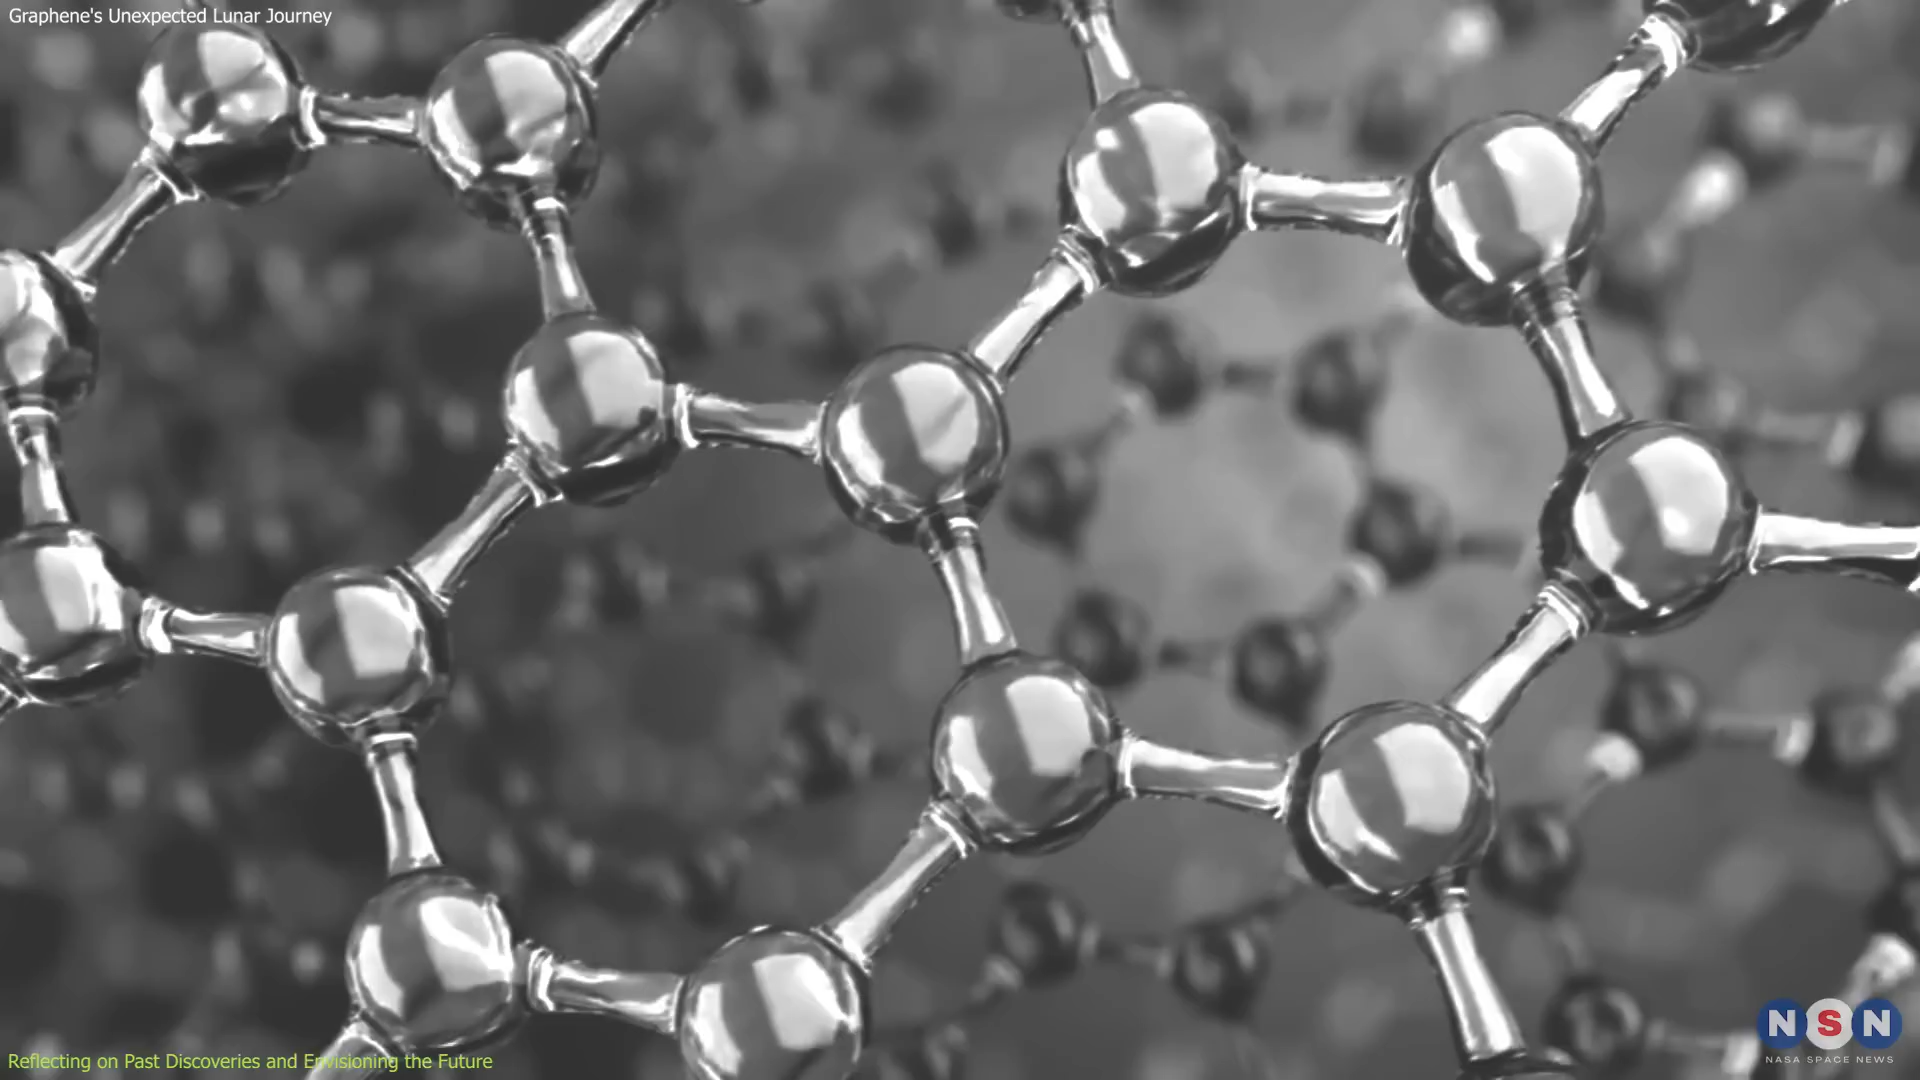 Graphene's Unexpected Lunar Journey
Reflecting on Past Discoveries and Envisioning the Future
NSN
NASA SPACE NEWS